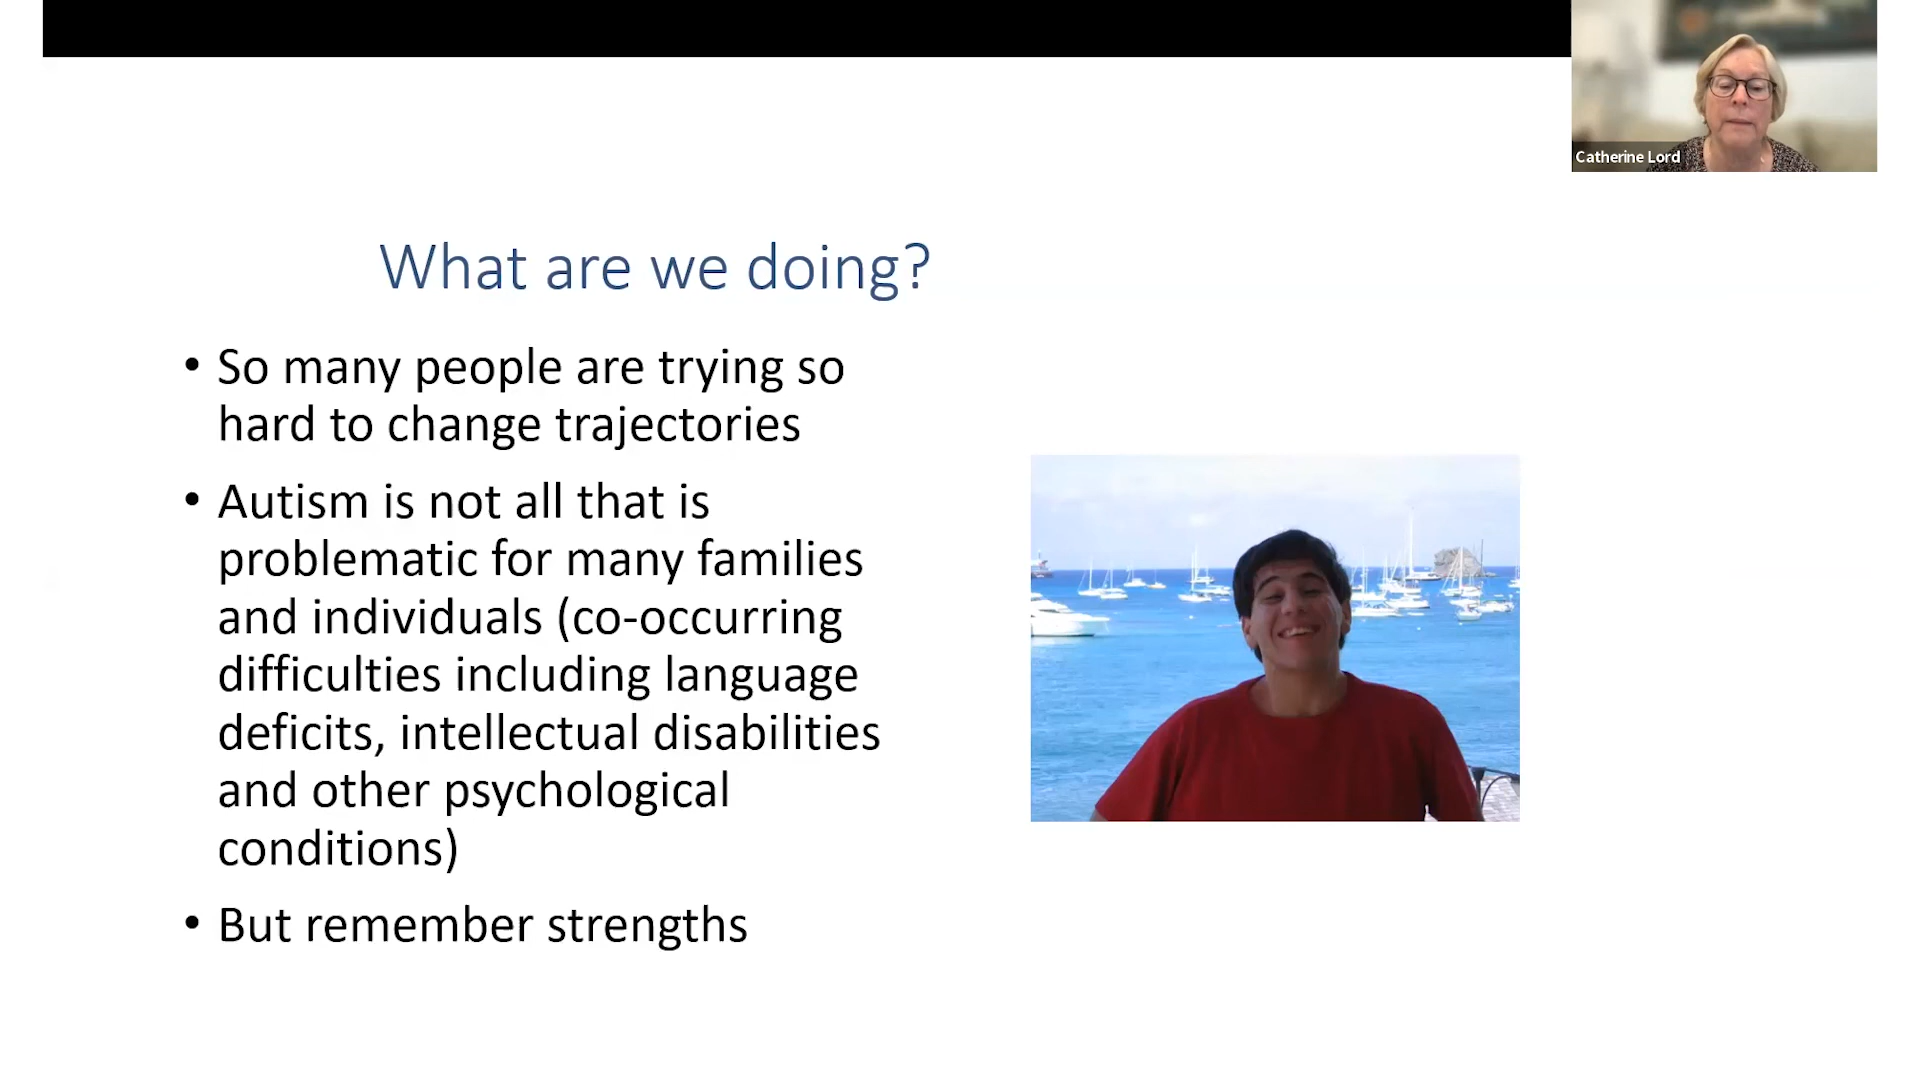 Catherine Lord
What are we doing?
• So many people are trying so
hard to change trajectories
• Autism is not all that is
problematic for many families
and individuals (co-occurring
difficulties including language
deficits, intellectual disabilities
and other psychological
conditions)
• But remember strengths